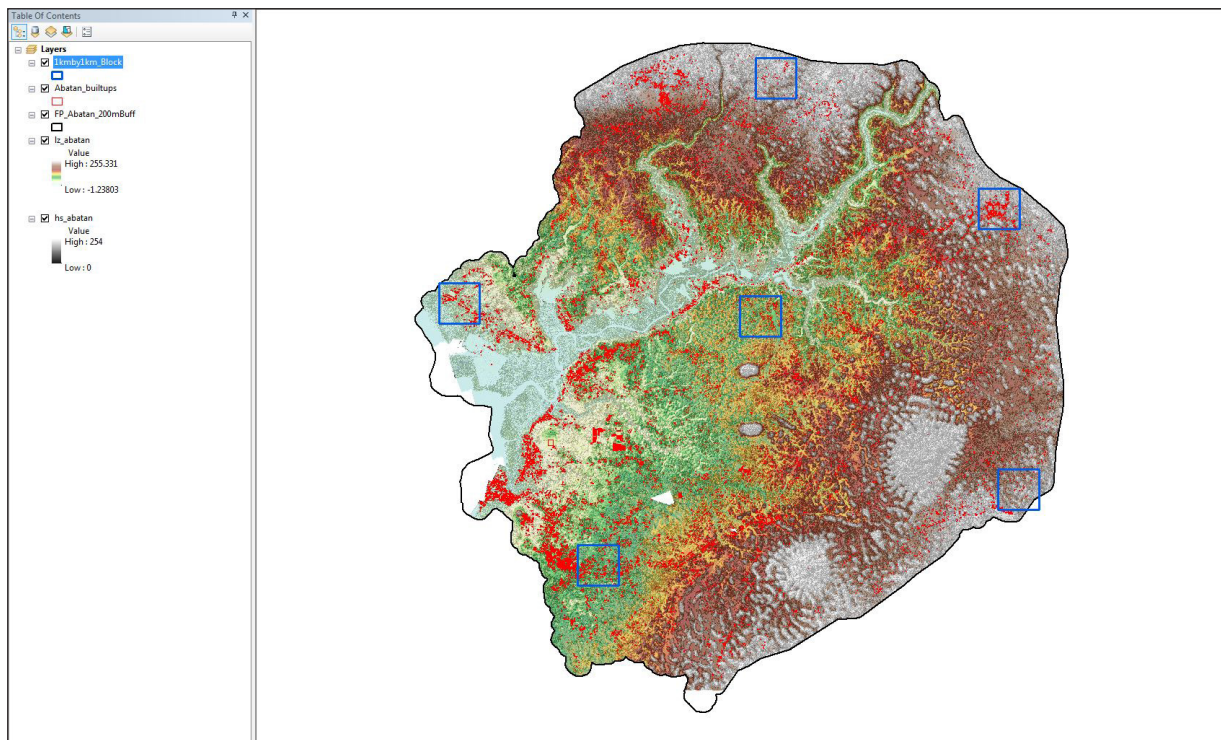 Table Of Contents
Layers
1kmby1km_Block
Abatan_builtups
FP_Abatan_200mBuff
lz_abatan
Value
High : 255.331
Low : -1.23803
hs_abatan
Value
High : 254
Low : 0